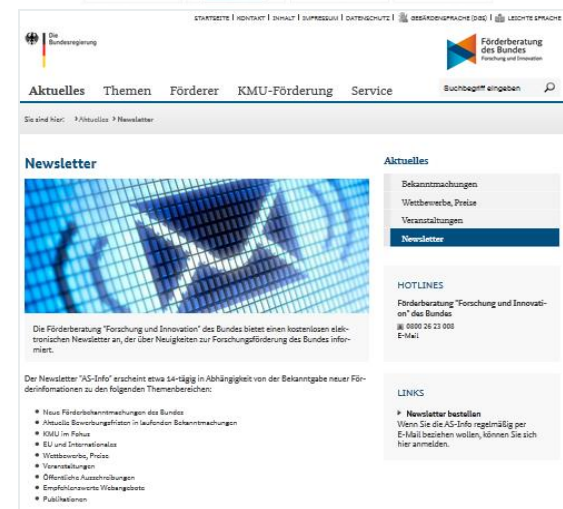 STARTSEITE | KONTAKT | INHALT | IMPRESSUM | DATENSCHUTZ | GEBÄRDENSPRACHE (DGS) | LEICHTE SPRACHE
Die
Bundesregierung
Förderberatung
des Bundes
Forschung und Innovation
Aktuelles Themen Förderer KMU-Förderung Service
Suchbegriff eingeben
Sie sind hier: Aktuelles Newsletter
Newsletter
Die Förderberatung "Forschung und Innovation" des Bundes bietet einen kostenlosen elek-
tronischen Newsletter an, der über Neuigkeiten zur Forschungsförderung des Bundes infor-
miert.
Der Newsletter "AS-Info" erscheint etwa 14-tägig in Abhängigkeit von der Bekanntgabe neuer För-
derinfomationen zu den folgenden Themenbereichen:
Neue Förderbekanntmachungen des Bundes
Aktuelle Bewerbungsfristen in laufenden Bekanntmachungen
KMU im Fokus
EU und Internationales
Wettbewerbe, Preise
Veranstaltungen
Öffentliche Ausschreibungen
Empfehlenswerte Webangebote
Publikationen
Aktuelles
Bekanntmachungen
Wettbewerbe, Preise
Veranstaltungen
Newsletter
HOTLINES
Förderberatung "Forschung und Innovati-
on" des Bundes
0800 26 23 008
E-Mail
LINKS
Newsletter bestellen
Wenn Sie die AS-Info regelmäßig per
E-Mail beziehen wollen, können Sie sich
hier anmelden.